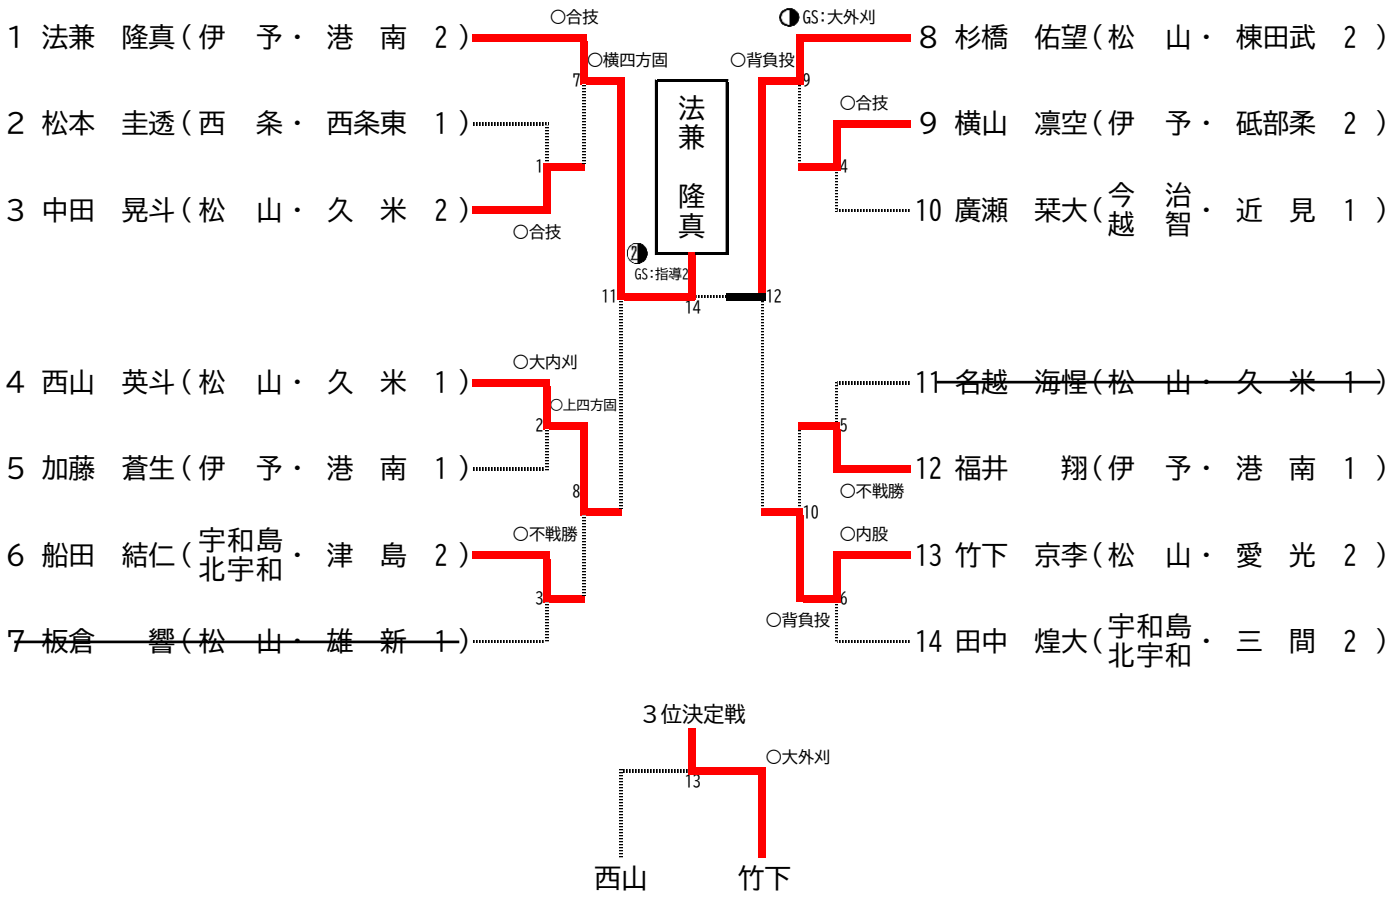 1 法兼 隆真(伊 予・港 南 2)
2 松本 圭透(西 条・西条東 1)
3 中田 晃斗(松 山・久 米 2)
4 西山 英斗(松 山・久 米 1)
5 加藤 蒼生(伊 予・港 南 1)
6 船田 結仁(宇和島北宇和・津 島 2)
7 板倉 響(松 山・雄 新 1)
○合技
○横四方固
7
1
○合技
11
○大内刈
○上四方固
2
8
○不戦勝
3
法兼 隆真
②
GS:指導2
14
GS:大外刈
○背負投
9
○合技
4
12
5
○不戦勝
10
○内股
6
○背負投
8 杉橋 佑望(松 山・棟田武 2)
9 横山 凛空(伊 予・砥部柔 2)
10 廣瀬 栞大(今治越智・近 見 1)
11 名越 海惺(松 山・久 米 1)
12 福井 翔(伊 予・港 南 1)
13 竹下 京李(松 山・愛 光 2)
14 田中 煌大(宇和島北宇和・三 間 2)
3位決定戦
○大外刈
13
西山
竹下